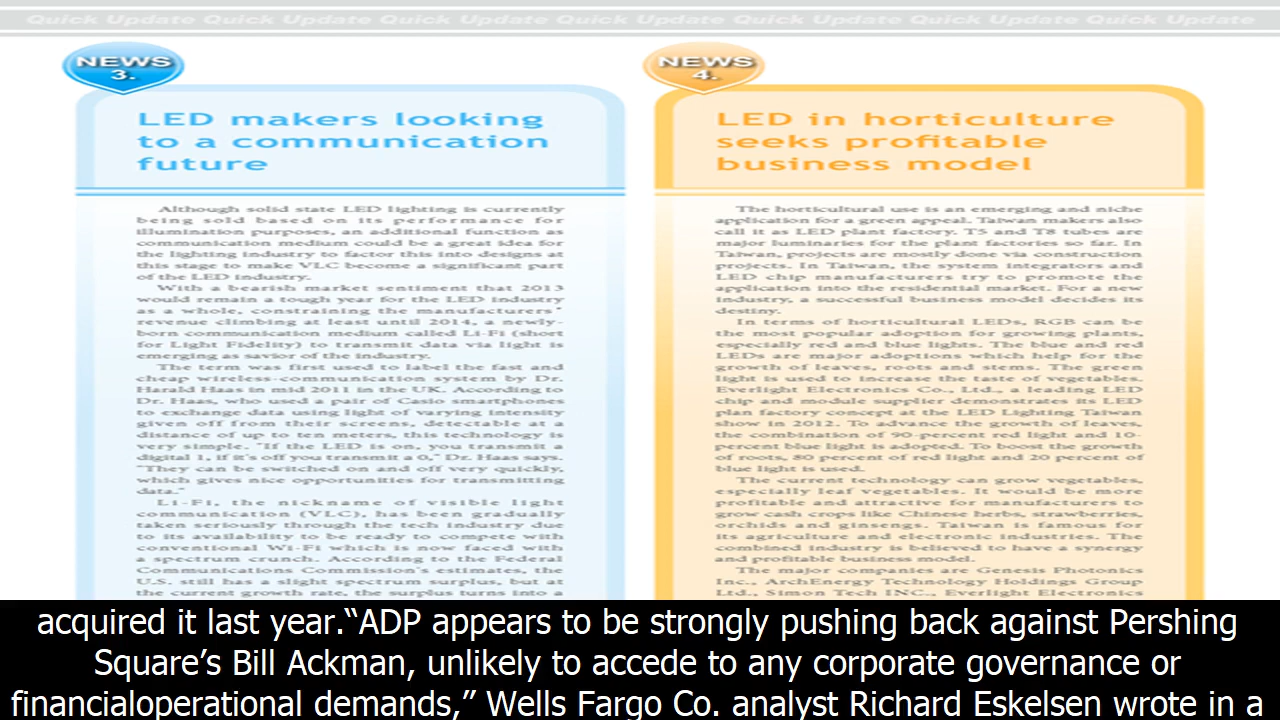 Quick Update Quick Update Quick Update Quick Update Quick Update Quick Update Quick Update
NEWS
3.
LED makers looking
to a communication
future
Although solid state LED lighting is currently
being sold based on its performance for
illumination purposes, an additional function as
communication medium could be a great idea for
the lighting industry to factor this into designs at
this stage to make VLC become a significant part
of the LED industry.
With a bearish market sentiment that 2013
would remain a tough year for the LED industry
as a whole, constraining the manufacturers'
revenue climbing at least until 2014, a newly-
born communication medium called Li-Fi (short
for Light Fidelity) to transmit data via light is
emerging as savior of the industry.
The term was first used to label the fast and
cheap wireless-communication system by Dr.
Harald Haas in mid 2011 in the UK. According to
Dr. Haas, who used a pair of Casio smartphones
to exchange data using light of varying intensity
given off from their screens, detectable at a
distance of up to ten meters, this technology is
very simple. "If the LED is on, you transmit a
digital 1, if it's off you transmit a 0," Dr. Haas says.
"They can be switched on and off very quickly,
which gives nice opportunities for transmitting
data."
Li-Fi, the nickname of visible light
communication (VLC), has been gradually
taken seriously through the tech industry due
to its availability to be ready to compete with
conventional Wi-Fi which is now faced with
a spectrum crunch. According to the Federal
Communications Commission's estimates, the
U.S. still has a slight spectrum surplus, but at
the current growth rate, the surplus turns into a
NEWS
4.
LED in horticulture
seeks profitable
business model
The horticultural use is an emerging and niche
application for a green appeal. Taiwan makers also
call it as LED plant factory. T5 and T8 tubes are
major luminaries for the plant factories so far. In
Taiwan, projects are mostly done via construction
projects. In Taiwan, the system integrators and
LED chip manufacturers try to promote the
application into the residential market. For a new
industry, a successful business model decides its
destiny.
In terms of horticultural LEDs, RGB can be
the most popular adoption for growing plants,
especially red and blue lights. The blue and red
LEDs are major adoptions which help for the
growth of leaves, roots and stems. The green
light is used to increase the taste of vegetables.
Everlight Electronics Co., Ltd., a leading LED
chip and module supplier demonstrates its LED
plan factory concept at the LED Lighting Taiwan
show in 2012. To advance the growth of leaves,
the combination of 90-percent red light and 10-
percent blue light is adopted. To boost the growth
of roots, 80 percent of red light and 20 percent of
blue light is used.
The current technology can grow vegetables,
especially leaf vegetables. It would be more
profitable and attractive for manufacturers to
grow cash crops like Chinese herbs, strawberries,
orchids and ginsengs. Taiwan is famous for
its agriculture and electronic industries. The
combined industry is believed to have a synergy
and profitable business model.
The major companies are Genesis Photonics
Inc., ArchEnergy Technology Holdings Group
Ltd., Simon Tech INC., Everlight Electronics
acquired it last year.“ADP appears to be strongly pushing back against Pershing
Square’s Bill Ackman, unlikely to accede to any corporate governance or
financialoperational demands,” Wells Fargo Co. analyst Richard Eskelsen wrote in a